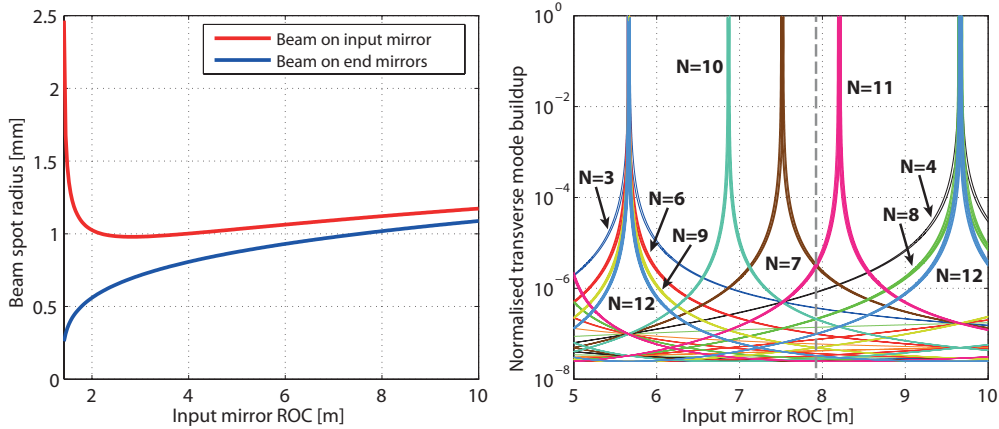 2.5
2
1.5
1
0.5
0
2
4
6
8
10
Beam spot radius [mm]
Input mirror ROC [m]
Beam on input mirror
Beam on end mirrors
10^0
10^-2
10^-4
10^-6
10^-8
5
6
7
8
9
10
Normalised transverse mode buildup
Input mirror ROC [m]
N=10
N=11
N=3
N=6
N=9
N=12
N=7
N=4
N=8
N=12